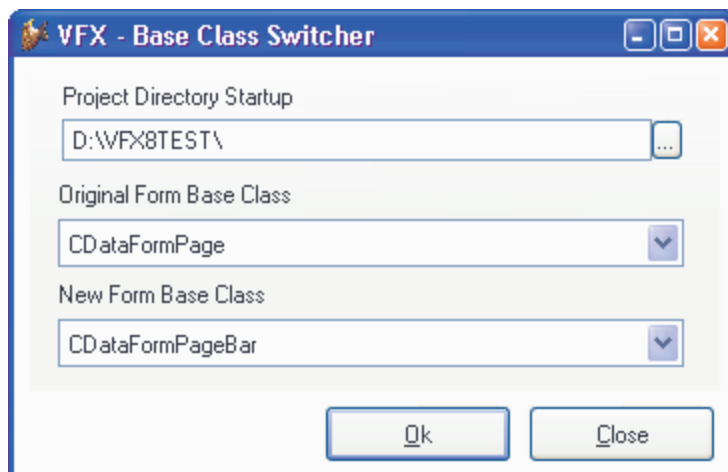 VFX - Base Class Switcher
Project Directory Startup
D:\VFX8TEST\
...
Original Form Base Class
CDataFormPage
New Form Base Class
CDataFormPageBar
Ok
Close